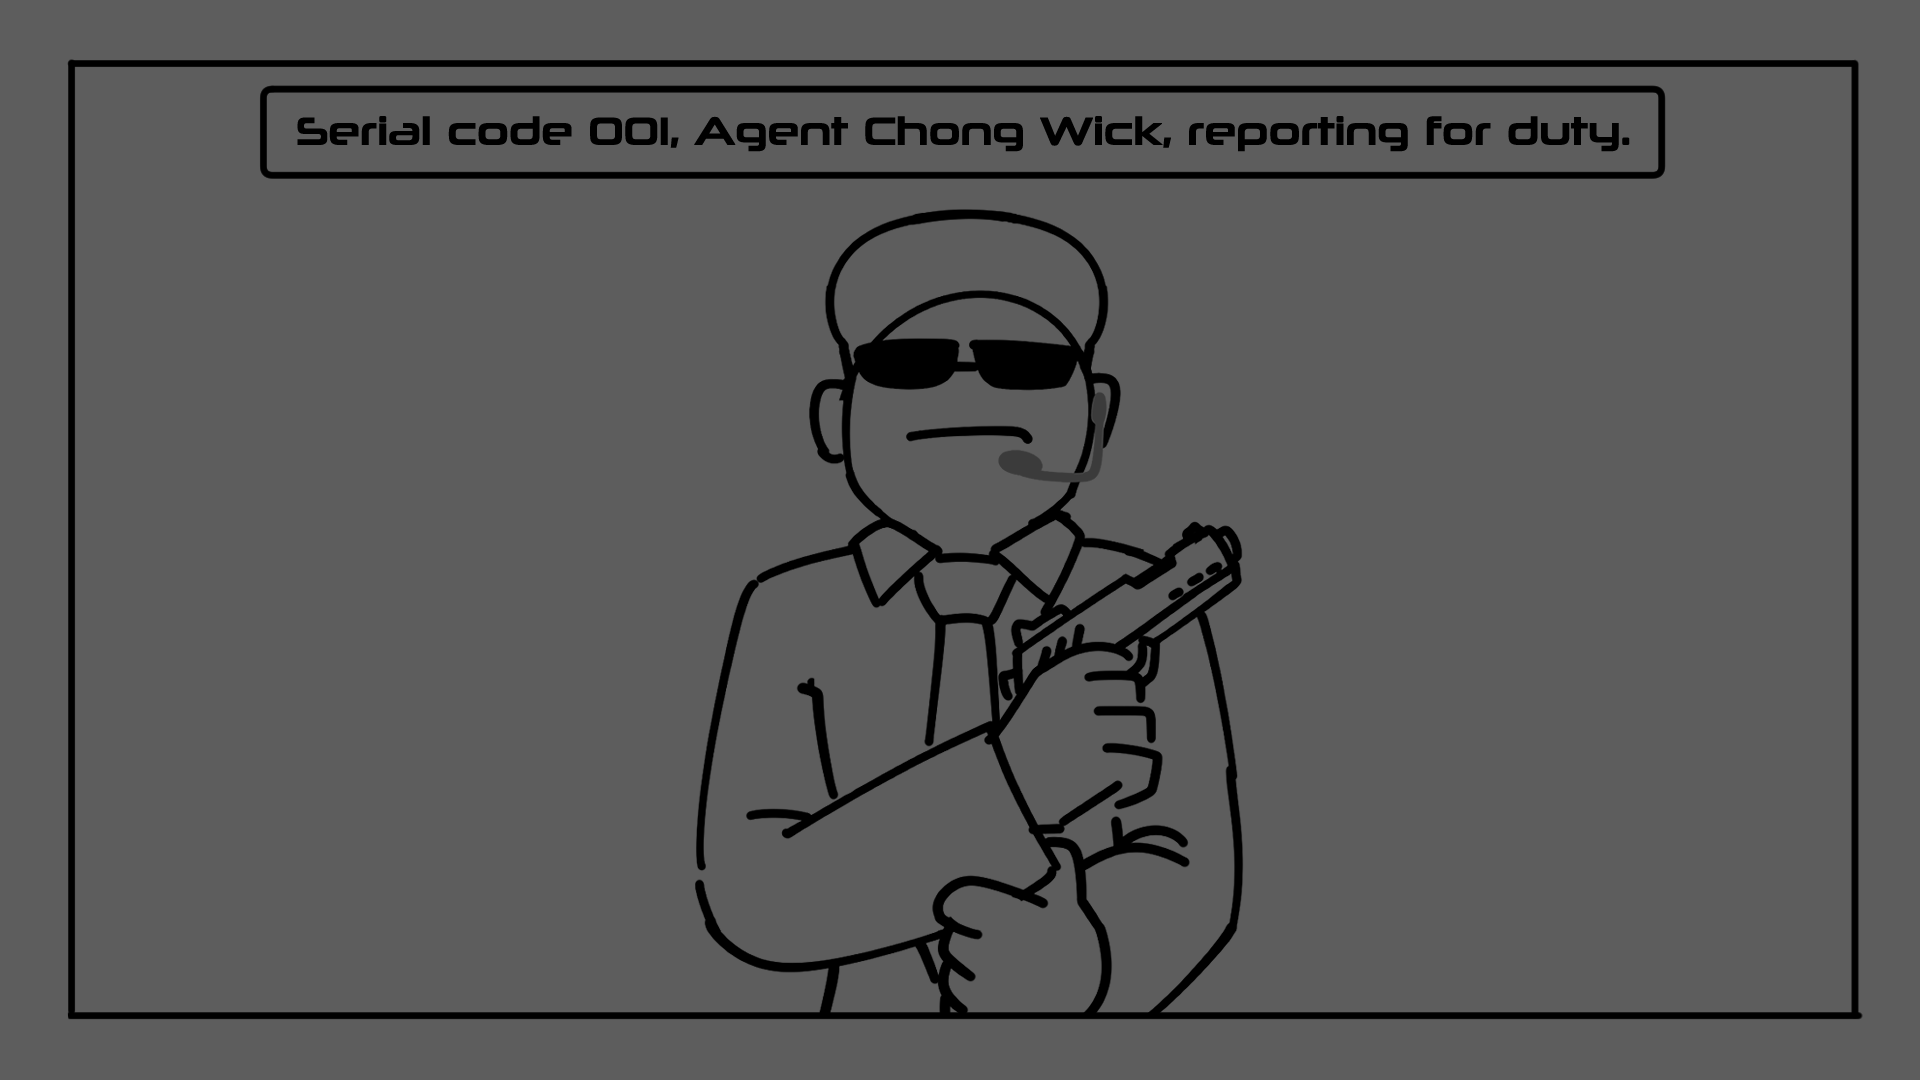 Serial code 001, Agent Chong Wick, reporting for duty.